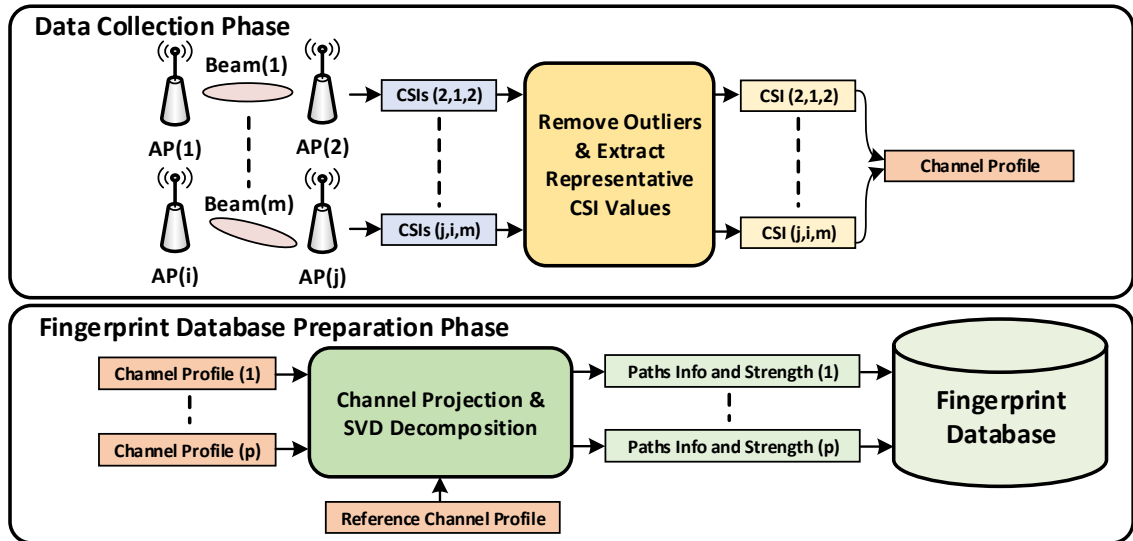 Data Collection Phase
Beam(1)
AP(1)
AP(2)
Beam(m)
AP(i)
AP(j)
CSIs (2,1,2)
CSIs (j,i,m)
Remove Outliers
& Extract
Representative
CSI Values
CSI (2,1,2)
CSI (j,i,m)
Channel Profile
Fingerprint Database Preparation Phase
Channel Profile (1)
Channel Profile (p)
Channel Projection &
SVD Decomposition
Reference Channel Profile
Paths Info and Strength (1)
Paths Info and Strength (p)
Fingerprint
Database